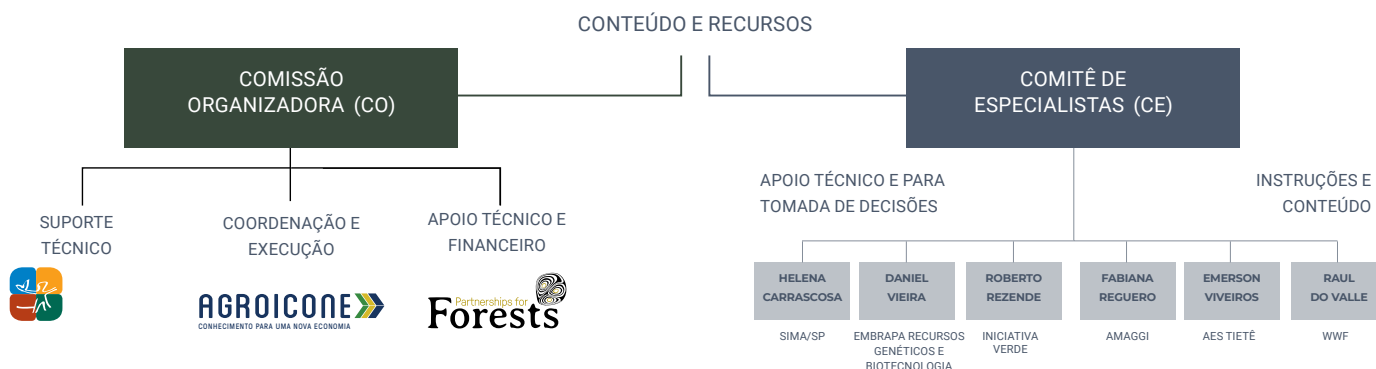 CONTEÚDO E RECURSOS
COMISSÃO
ORGANIZADORA (CO)
COMITÊ DE
ESPECIALISTAS (CE)
SUPORTE
TÉCNICO
COORDENAÇÃO E
EXECUÇÃO
APOIO TÉCNICO E
FINANCEIRO
AGROICONE
CONHECIMENTO PARA UMA NOVA ECONOMIA
Partnerships for
Forests
APOIO TÉCNICO E PARA
TOMADA DE DECISÕES
INSTRUÇÕES E
CONTEÚDO
HELENA
CARRASCOSA
SIMA/SP
DANIEL
VIEIRA
EMBRAPA RECURSOS
GENÉTICOS E
BIOTECNOLOGIA
ROBERTO
REZENDE
INICIATIVA
VERDE
FABIANA
REGUERO
AMAGGI
EMERSON
VIVEIROS
AES TIETÊ
RAUL
DO VALLE
WWF